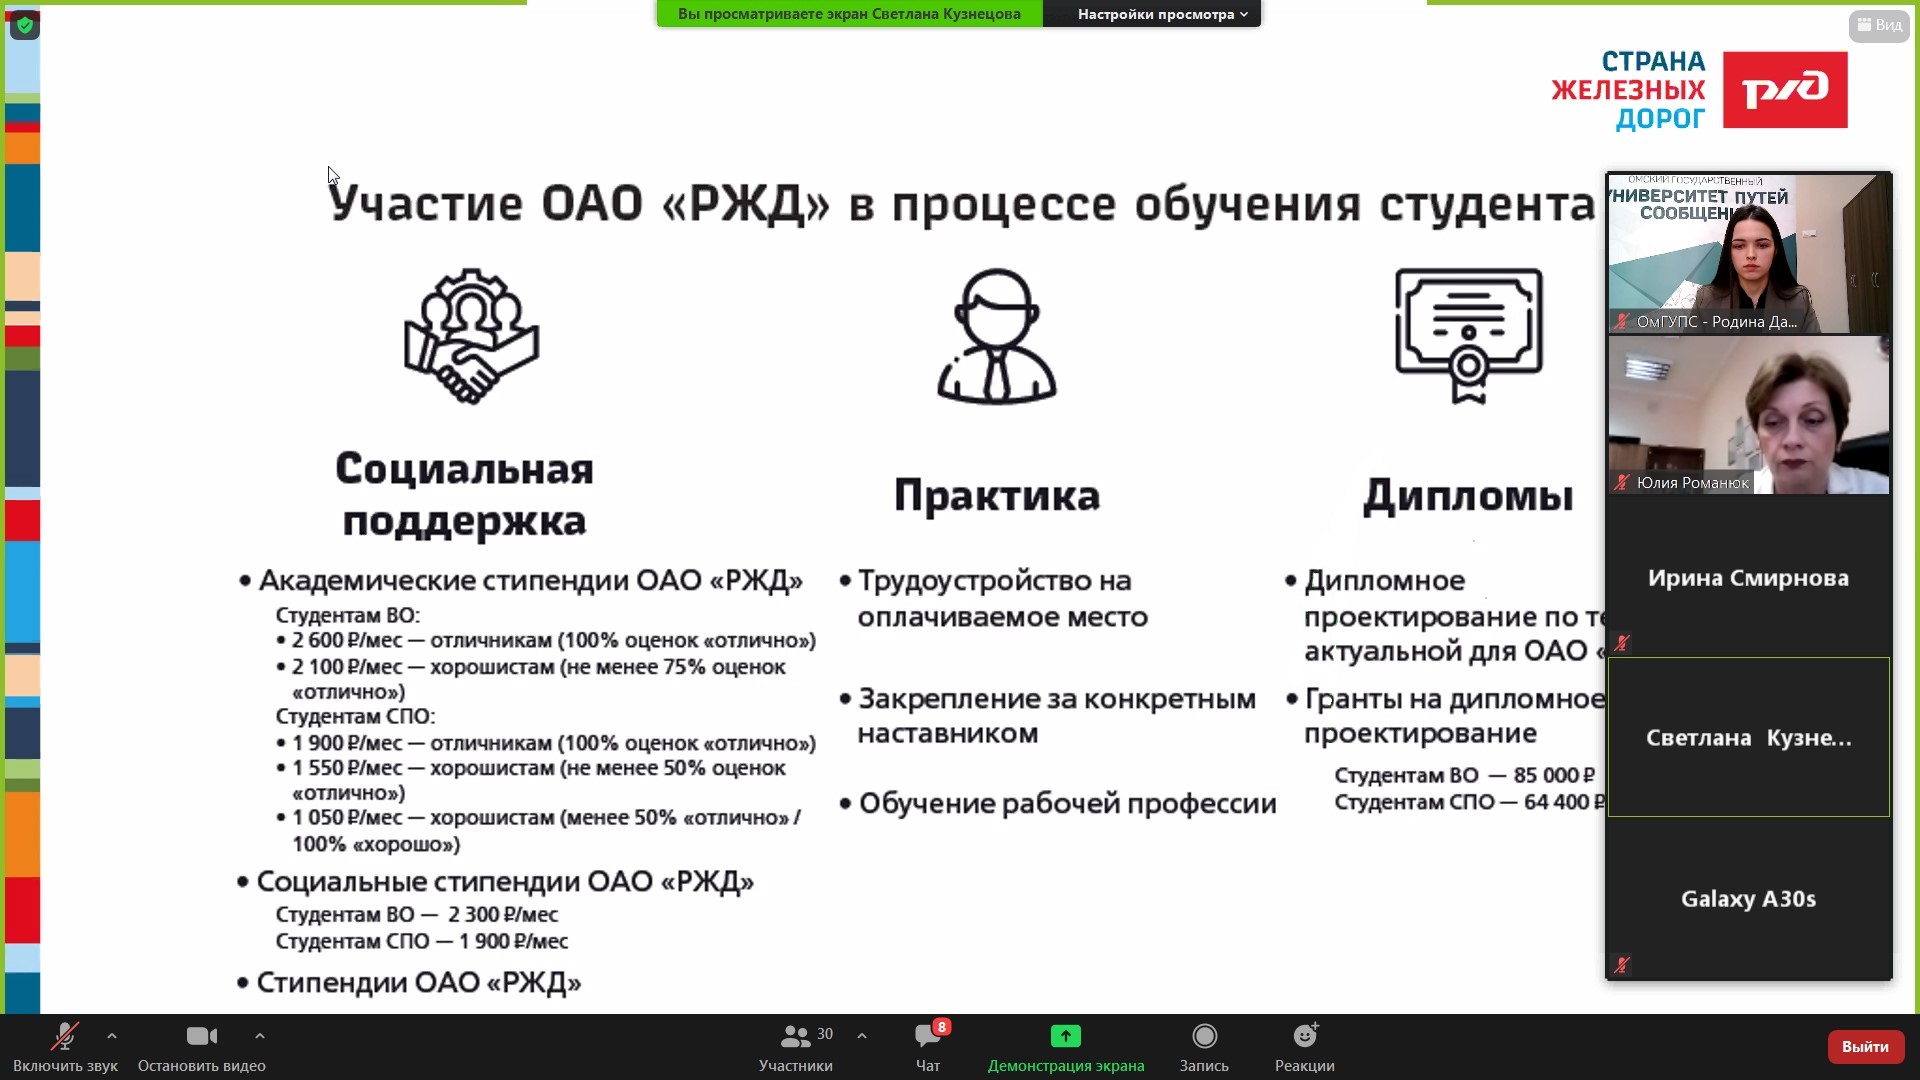 Вы просматриваете экран Светлана Кузнецова
Настройки просмотра
Вид
СТРАНА
ЖЕЛЕЗНЫХ
ДОРОГ
РЖД
Участие ОАО «РЖД» в процессе обучения студента
Социальная
поддержка
• Академические стипендии ОАО «РЖД»
Студентам ВО:
• 2 600 ₽/мес — отличникам (100% оценок «отлично»)
• 2 100 ₽/мес — хорошистам (не менее 75% оценок
«отлично»)
Студентам СПО:
• 1 900 ₽/мес — отличникам (100% оценок «отлично»)
• 1 550 ₽/мес — хорошистам (не менее 50% оценок
«отлично»)
• 1 050 ₽/мес — хорошистам (менее 50% «отлично» /
100% «хорошо»)
• Социальные стипендии ОАО «РЖД»
Студентам ВО — 2 300 ₽/мес
Студентам СПО — 1 900 ₽/мес
• Стипендии ОАО «РЖД»
Практика
• Трудоустройство на
оплачиваемое место
• Закрепление за конкретным
наставником
• Обучение рабочей профессии
Дипломы
• Дипломное
проектирование по
актуальной для ОАО «
• Гранты на дипломное
проектирование
Студентам ВО — 85 000 ₽
Студентам СПО — 64 400 ₽
ОМСКИЙ ГОСУДАРСТВЕННЫЙ
УНИВЕРСИТЕТ ПУТЕЙ
СООБЩЕНИ
ОмГУПС - Родина Да...
Юлия Романюк
Ирина Смирнова
Светлана Кузне...
Galaxy A30s
Включить звук
Остановить видео
30
Участники
8
Чат
Демонстрация экрана
Запись
Реакции
Выйти